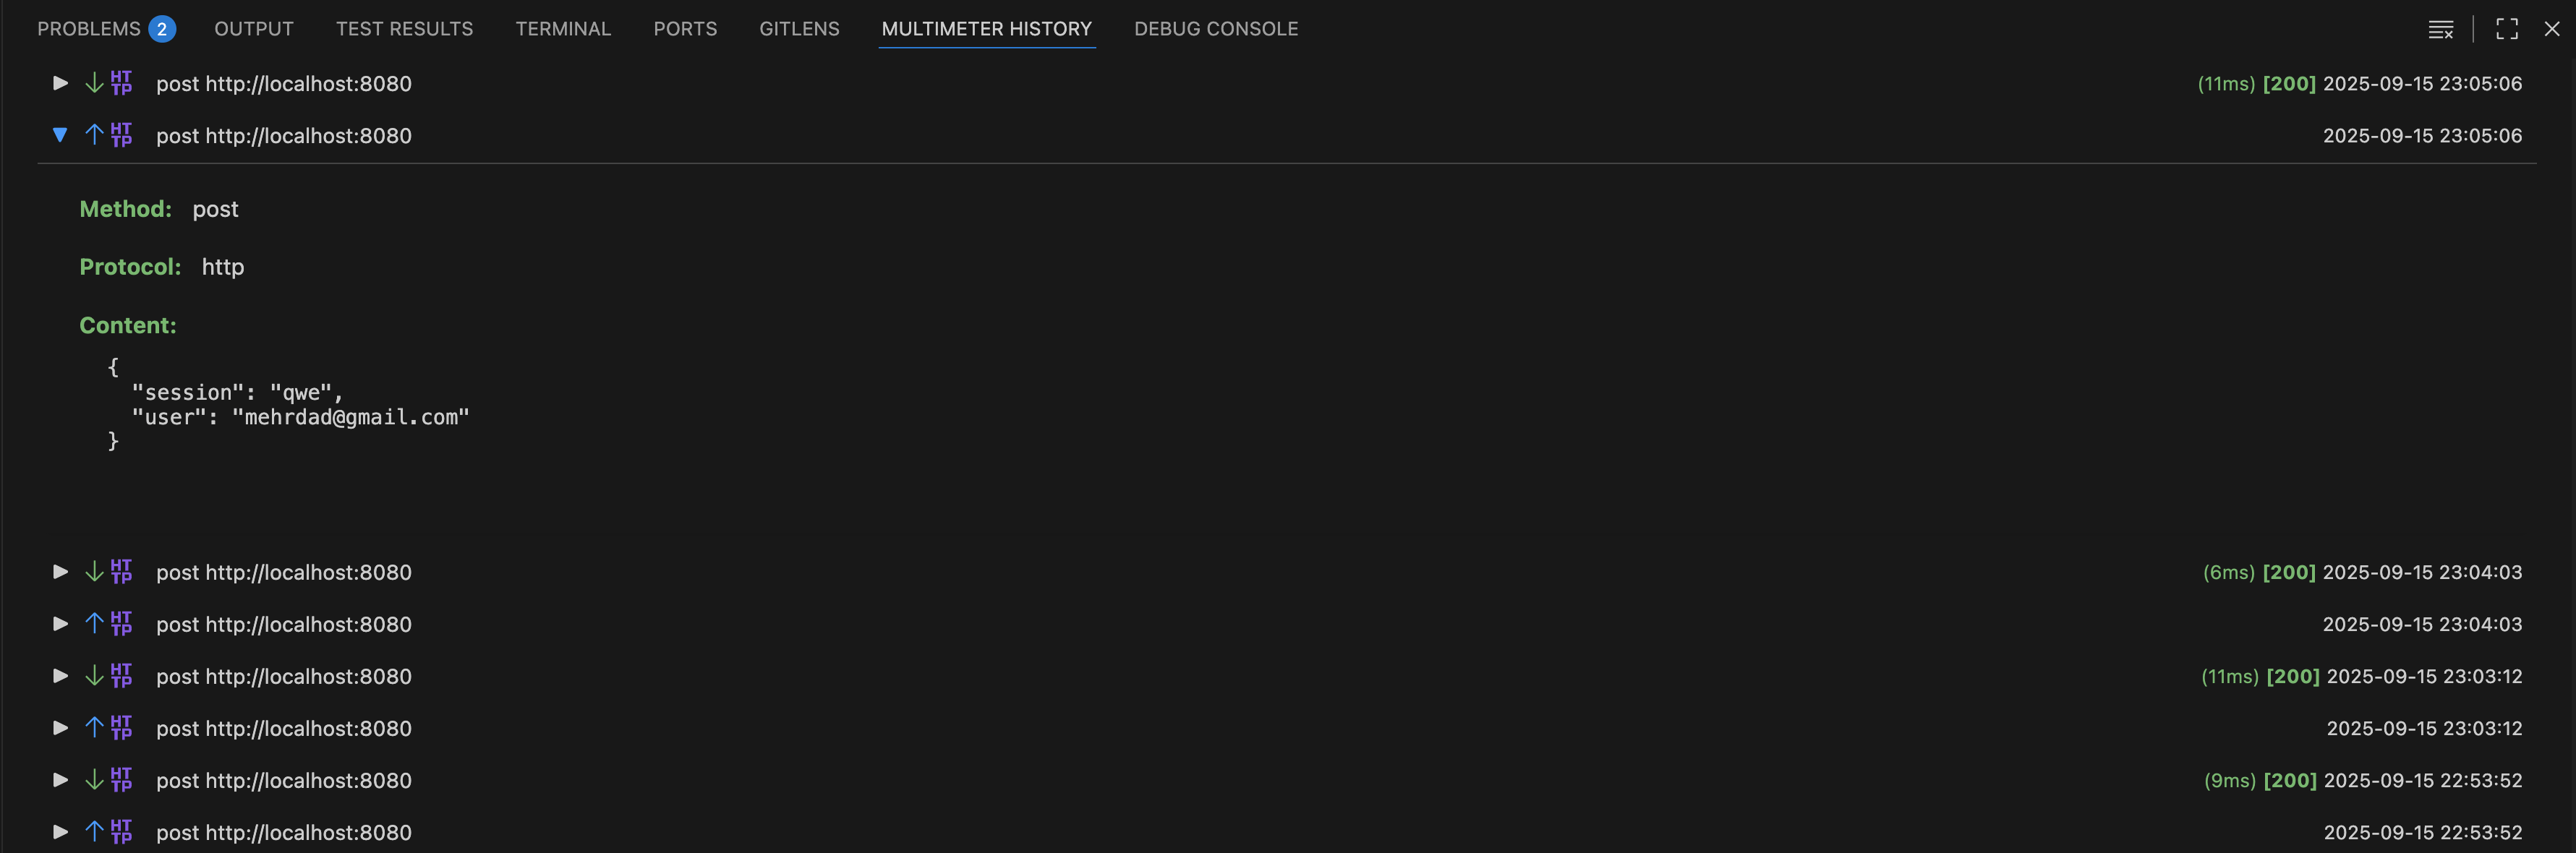 PROBLEMS 2 OUTPUT TEST RESULTS TERMINAL PORTS GITLENS MULTIMETER HISTORY DEBUG CONSOLE
HTTP post http://localhost:8080 (11ms) [200] 2025-09-15 23:05:06
HTTP post http://localhost:8080 2025-09-15 23:05:06
Method: post
Protocol: http
Content:
{
"session": "qwe",
"user": "mehrdad@gmail.com"
}
HTTP post http://localhost:8080 (6ms) [200] 2025-09-15 23:04:03
HTTP post http://localhost:8080 2025-09-15 23:04:03
HTTP post http://localhost:8080 (11ms) [200] 2025-09-15 23:03:12
HTTP post http://localhost:8080 2025-09-15 23:03:12
HTTP post http://localhost:8080 (9ms) [200] 2025-09-15 22:53:52
HTTP post http://localhost:8080 2025-09-15 22:53:52